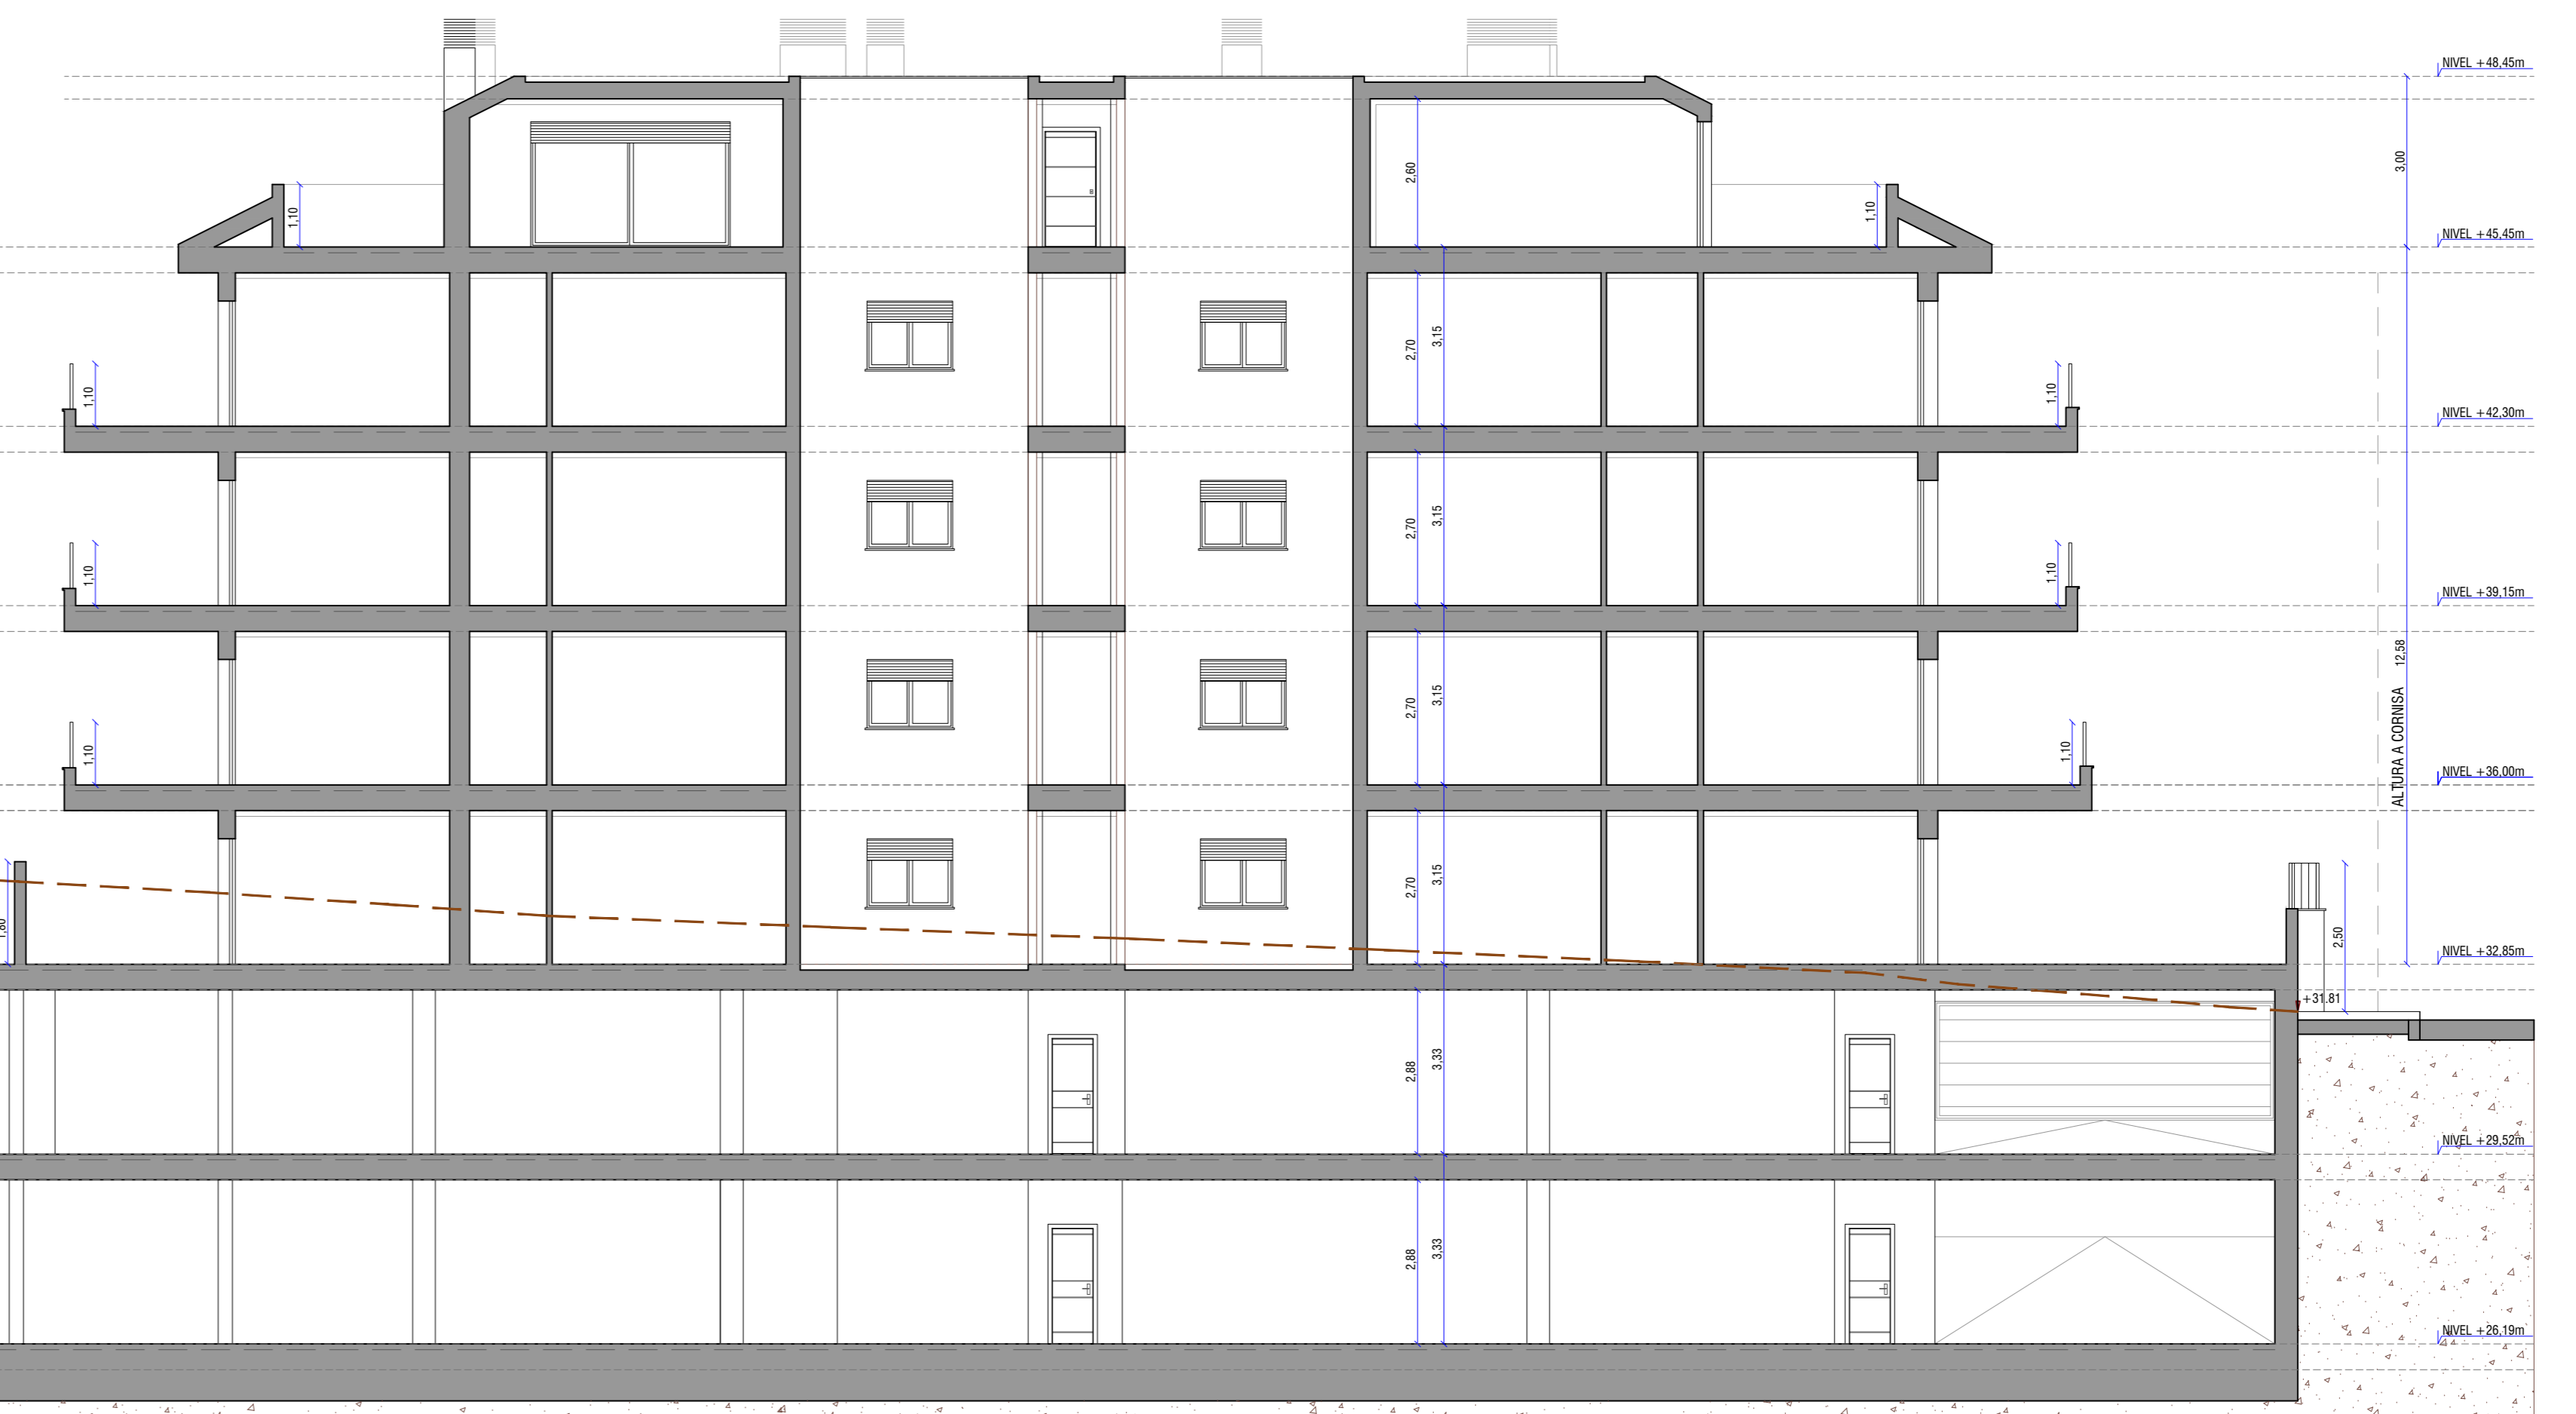 NIVEL +48,45m
3,00
2,60
1,10
1,10
NIVEL +45,45m
2,70
3,15
1,10
1,10
NIVEL +42,30m
2,70
3,15
1,10
1,10
NIVEL +39,15m
2,70
3,15
12,58
ALTURA A CORNISA
1,10
1,10
NIVEL +36,00m
2,70
3,15
1,80
2,50
NIVEL +32,85m
+31.81
2,88
3,33
NIVEL +29,52m
2,88
3,33
NIVEL +26,19m